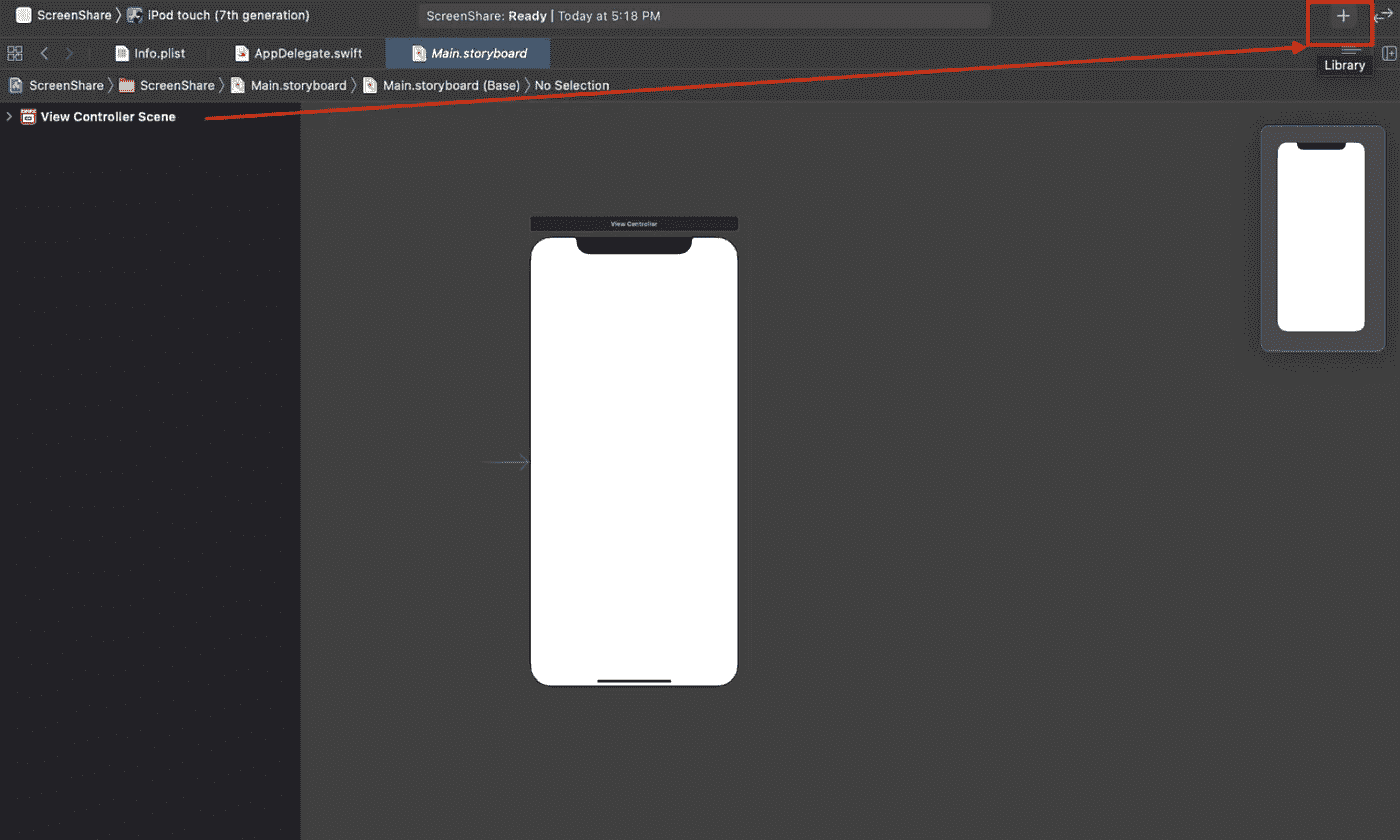 ScreenShare 〉 iPod touch (7th generation)
ScreenShare: Ready | Today at 5:18 PM
Info.plist
AppDelegate.swift
Main.storyboard
Library
ScreenShare 〉 ScreenShare 〉 Main.storyboard 〉 Main.storyboard (Base) 〉 No Selection
View Controller Scene
View Controller